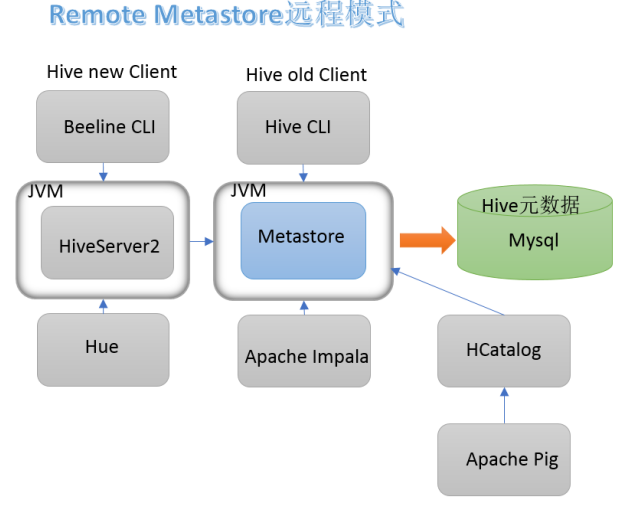 Remote Metastore远程模式
Hive new Client
Hive old Client
Beeline CLI
Hive CLI
JVM
JVM
HiveServer2
Metastore
Hive元数据
Mysql
Hue
Apache Impala
HCatalog
Apache Pig